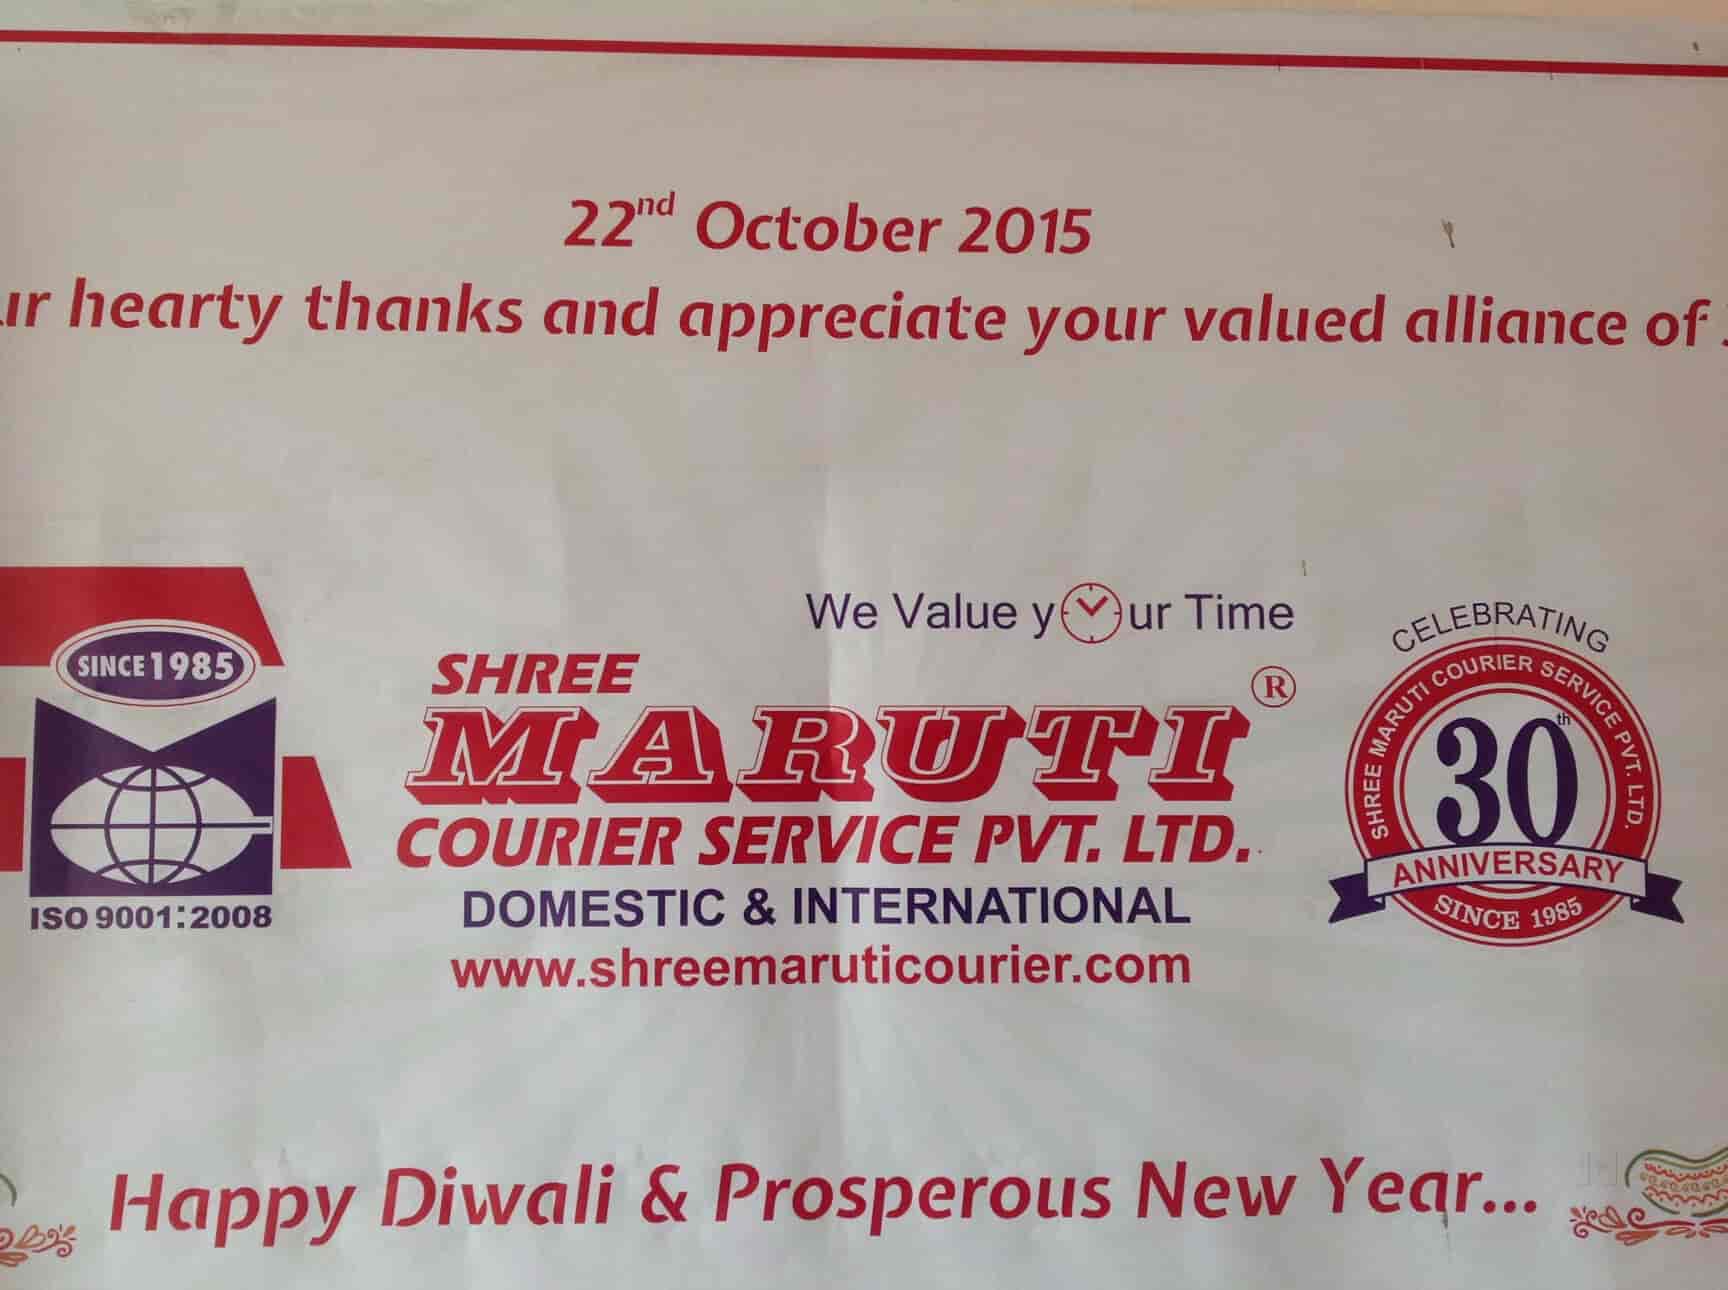 22nd October 2015
ur hearty thanks and appreciate your valued alliance of
We Value your Time
SINCE 1985
ISO 9001:2008
SHREE
MARUTI ®
COURIER SERVICE PVT. LTD.
DOMESTIC & INTERNATIONAL
www.shreemaruticourier.com
CELEBRATING
SHREE MARUTI COURIER SERVICE PVT. LTD.
30th
ANNIVERSARY
SINCE 1985
Happy Diwali & Prosperous New Year...